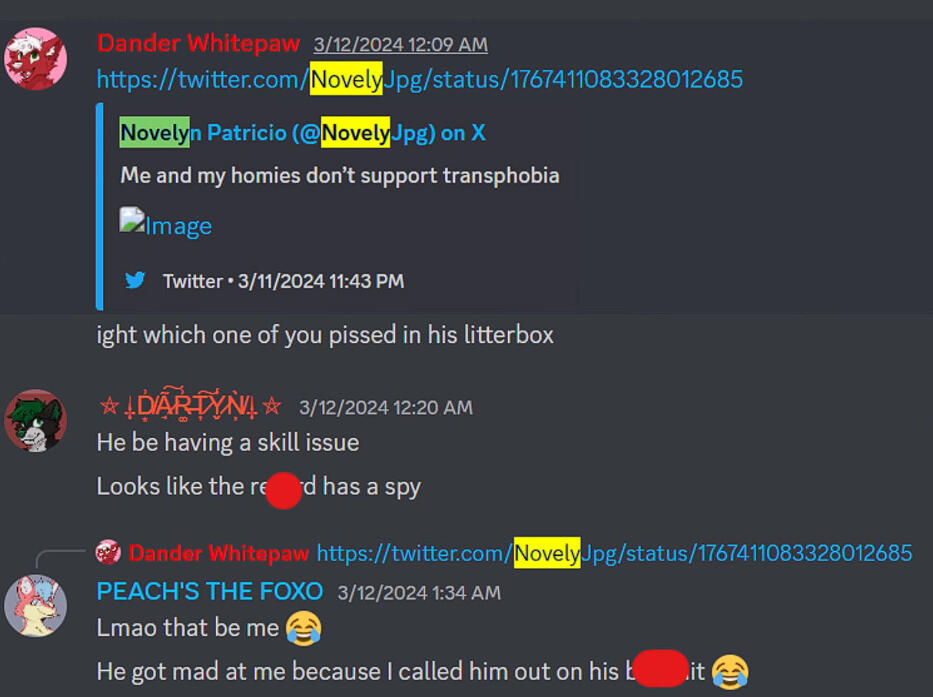 Dander Whitepaw 3/12/2024 12:09 AM
https://twitter.com/NovelyJpg/status/1767411083328012685
Novelyn Patricio (@NovelyJpg) on X
Me and my homies don't support transphobia
Image
Twitter • 3/11/2024 11:43 PM
ight which one of you pissed in his litterbox
☆⸸DARTYN⸸☆ 3/12/2024 12:20 AM
He be having a skill issue
Looks like the re d has a spy
Dander Whitepaw https://twitter.com/NovelyJpg/status/1767411083328012685
PEACH'S THE FOXO 3/12/2024 1:34 AM
Lmao that be me 😂
He got mad at me because I called him out on his b it 😂